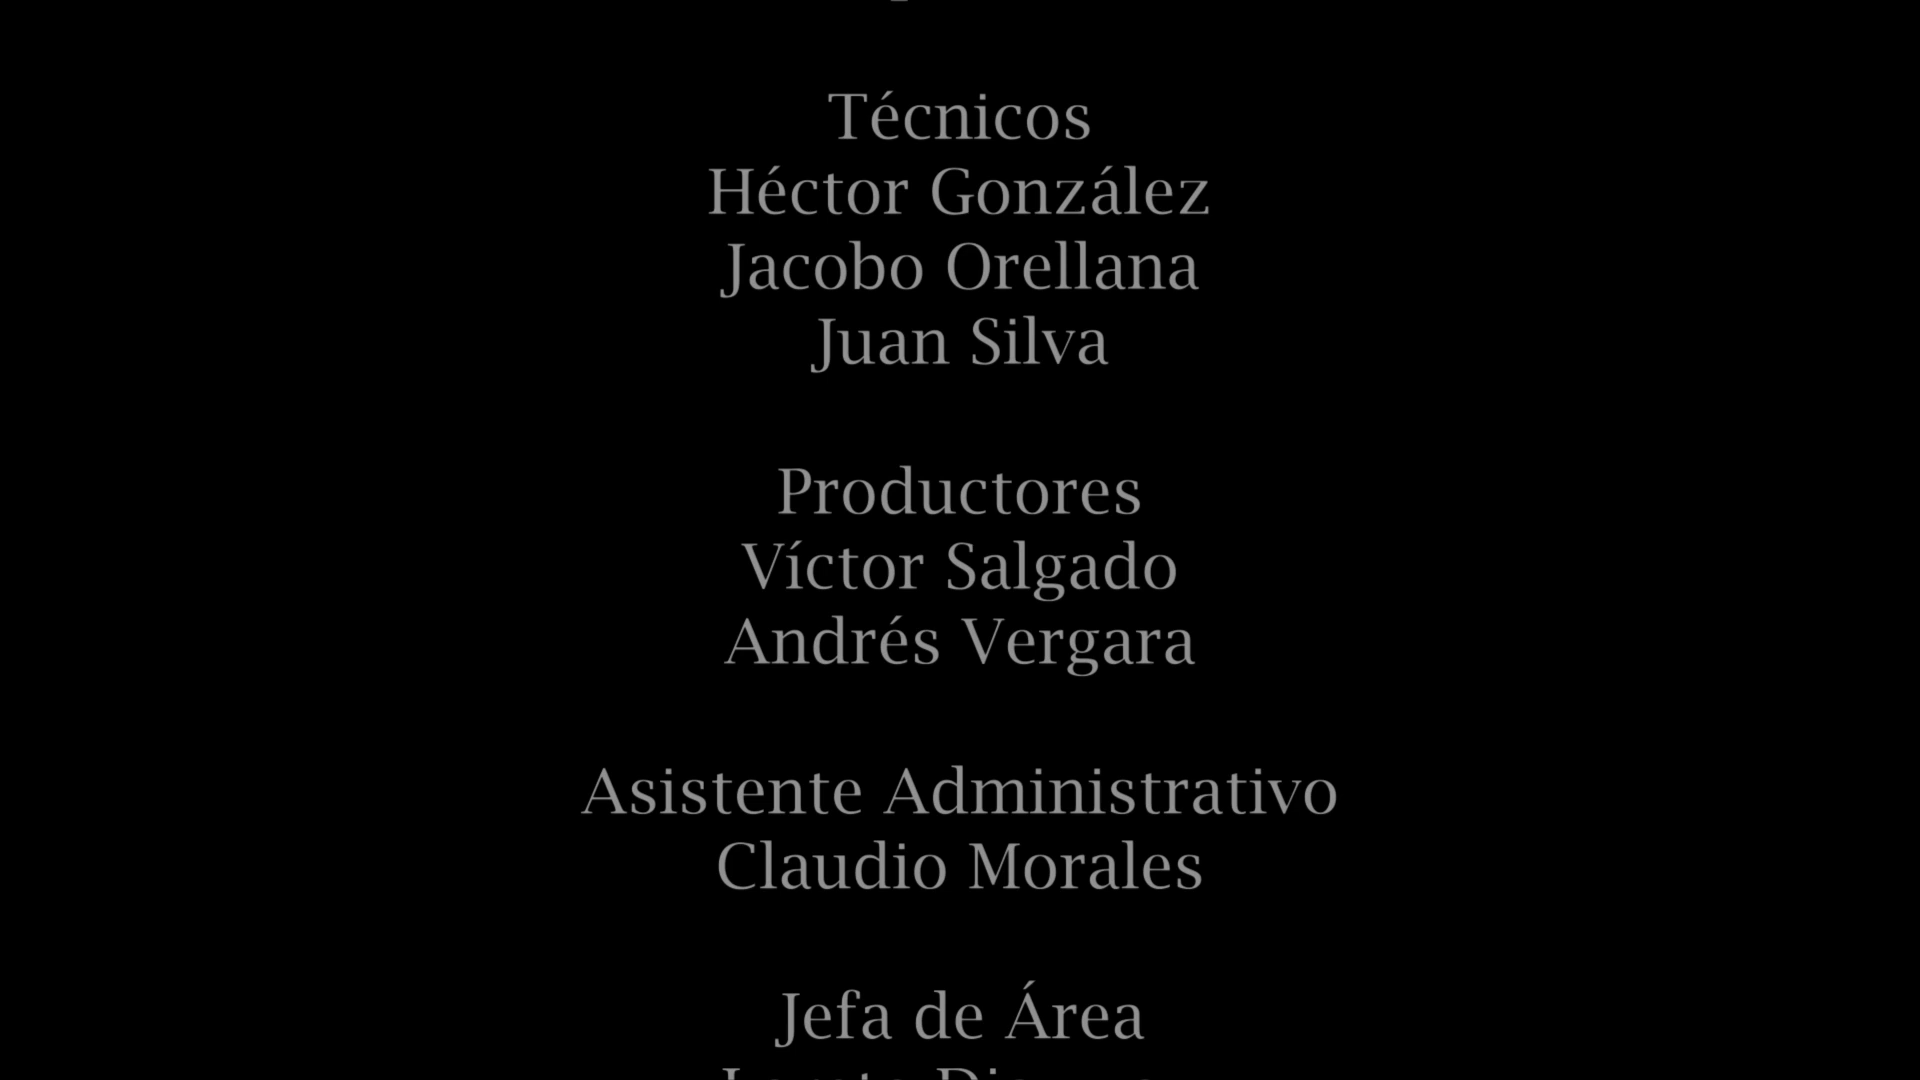 Técnicos
Héctor González
Jacobo Orellana
Juan Silva
Productores
Víctor Salgado
Andrés Vergara
Asistente Administrativo
Claudio Morales
Jefa de Área